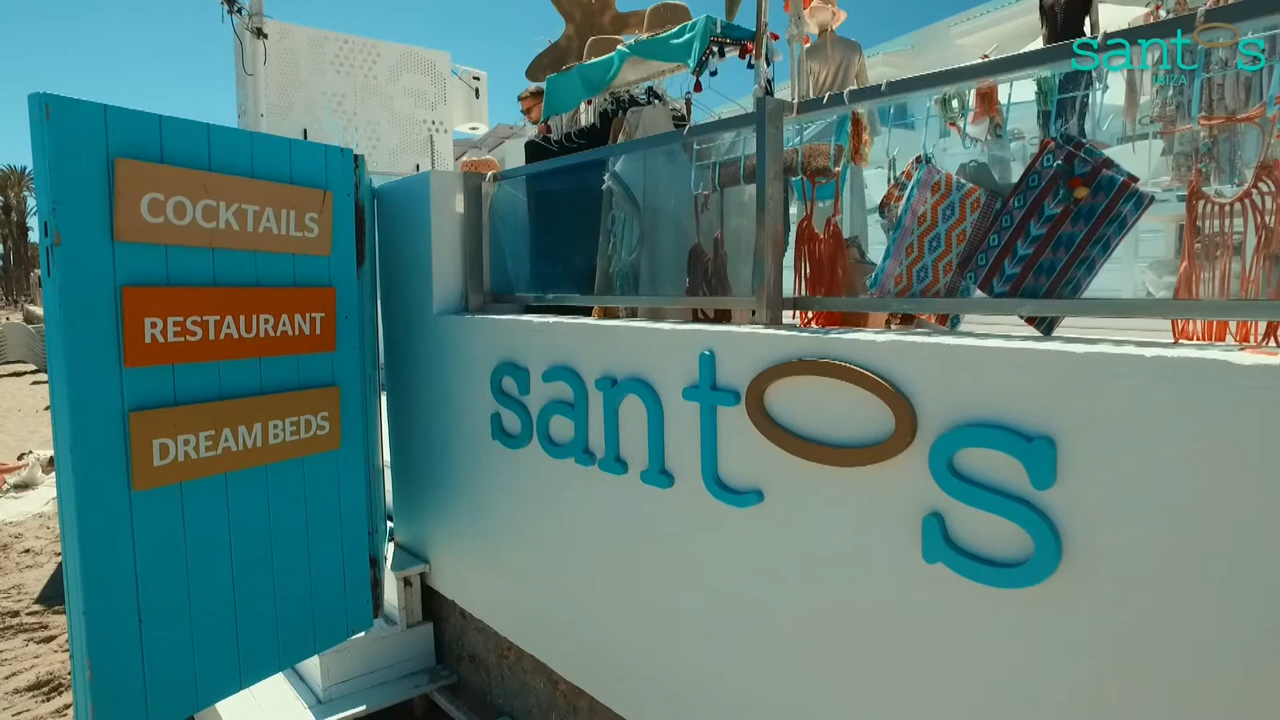 COCKTAILS
RESTAURANT
DREAM BEDS
santos
santos
IBIZA